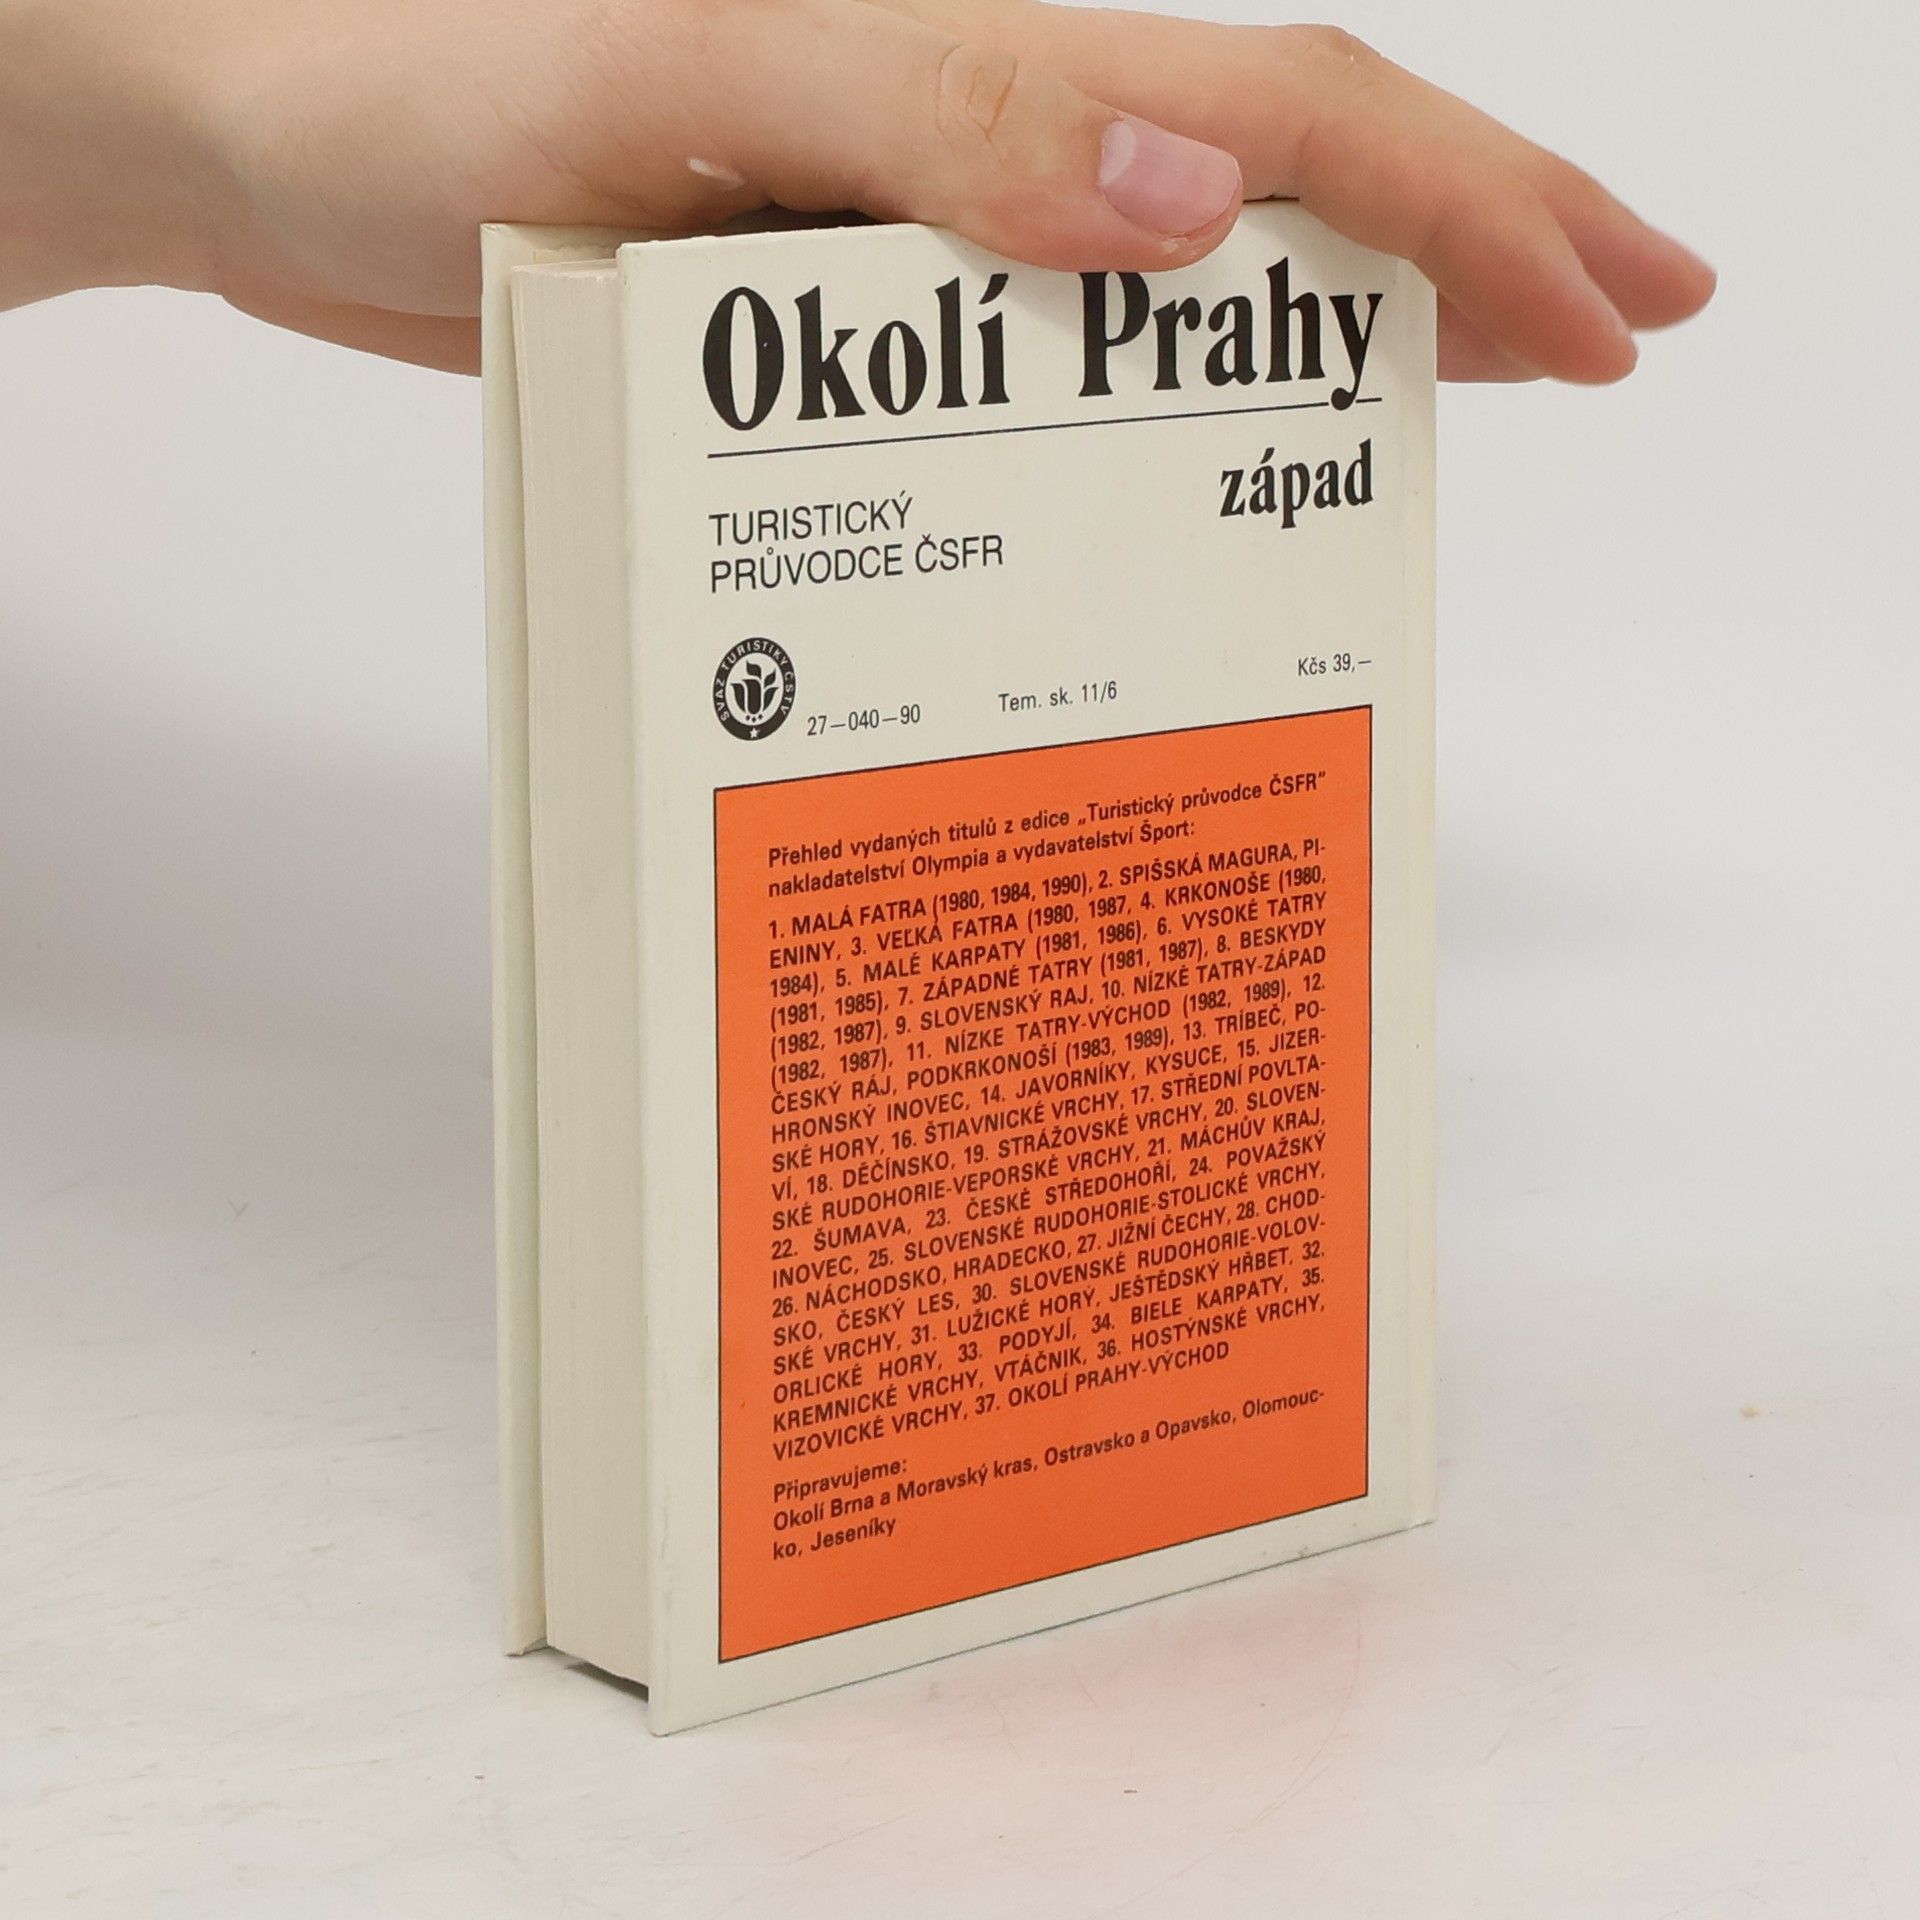 Okolí Prahy
západ
TURISTICKÝ
PRŮVODCE ČSFR
SVAZ TURISTIKY ČSTV
27—040—90
Tem. sk. 11/6
Kčs 39,—
Přehled vydaných titulů z edice „Turistický průvodce ČSFR"
nakladatelství Olympia a vydavatelství Šport:
1. MALÁ FATRA (1980, 1984, 1990), 2. SPIŠSKÁ MAGURA, PI-
ENINY, 3. VEĽKÁ FATRA (1980, 1987, 4. KRKONOŠE (1980,
1984), 5. MALÉ KARPATY (1981, 1986), 6. VYSOKÉ TATRY
(1981, 1985), 7. ZÁPADNÉ TATRY (1981, 1987), 8. BESKYDY
(1982, 1987), 9. SLOVENSKÝ RAJ, 10. NÍZKÉ TATRY-ZÁPAD
(1982, 1987), 11. NÍZKE TATRY-VÝCHOD (1982, 1989), 12.
ČESKÝ RÁJ, PODKRKONOŠÍ (1983, 1989), 13. TRÍBEČ, PO-
HRONSKÝ INOVEC, 14. JAVORNÍKY, KYSUCE, 15. JIZER-
SKÉ HORY, 16. ŠTIAVNICKÉ VRCHY, 17. STŘEDNÍ POVLTA-
VÍ, 18. DĚČÍNSKO, 19. STRÁŽOVSKÉ VRCHY, 20. SLOVEN-
SKÉ RUDOHORIE-VEPORSKÉ VRCHY, 21. MÁCHŮV KRAJ,
22. ŠUMAVA, 23. ČESKÉ STŘEDOHOŘÍ, 24. POVAŽSKÝ
INOVEC, 25. SLOVENSKÉ RUDOHORIE-STOLICKÉ VRCHY,
26. NÁCHODSKO, HRADECKO, 27. JIŽNÍ ČECHY, 28. CHOD-
SKO, ČESKÝ LES, 30. SLOVENSKÉ RUDOHORIE-VOLOV-
SKÉ VRCHY, 31. LUŽICKÉ HORY, JEŠTĚDSKÝ HŘBET, 32.
ORLICKÉ HORY, 33. PODYJÍ, 34. BIELE KARPATY, 35.
KREMNICKÉ VRCHY, VTÁČNIK, 36. HOSTÝNSKÉ VRCHY,
VIZOVICKÉ VRCHY, 37. OKOLÍ PRAHY-VÝCHOD
Připravujeme:
Okolí Brna a Moravský kras, Ostravsko a Opavsko, Olomouc-
ko, Jeseníky